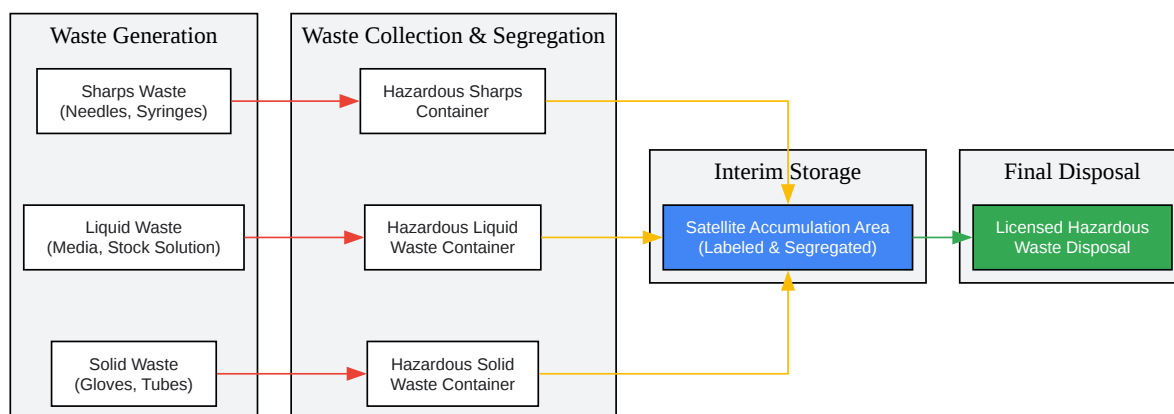 Waste Generation
Sharps Waste
(Needles, Syringes)
Liquid Waste
(Media, Stock Solution)
Solid Waste
(Gloves, Tubes)
Waste Collection & Segregation
Hazardous Sharps
Container
Hazardous Liquid
Waste Container
Hazardous Solid
Waste Container
Interim Storage
Satellite Accumulation Area
(Labeled & Segregated)
Final Disposal
Licensed Hazardous
Waste Disposal